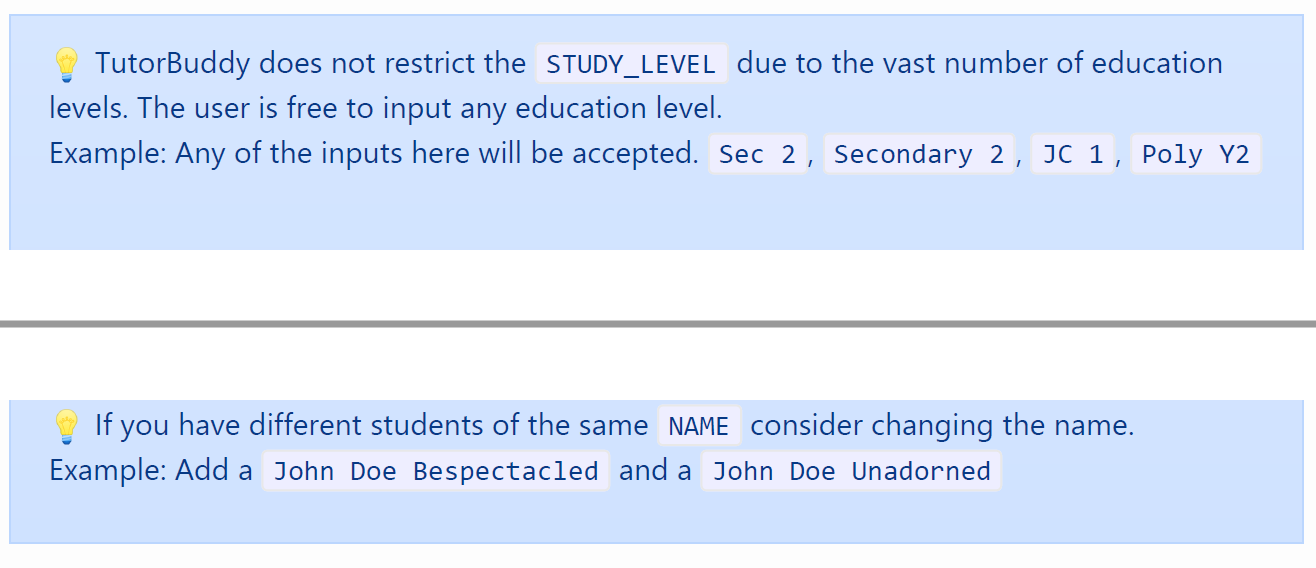 💡 TutorBuddy does not restrict the STUDY_LEVEL due to the vast number of education
levels. The user is free to input any education level.
Example: Any of the inputs here will be accepted. Sec 2, Secondary 2, JC 1, Poly Y2
💡 If you have different students of the same NAME consider changing the name.
Example: Add a John Doe Bespectacled and a John Doe Unadorned